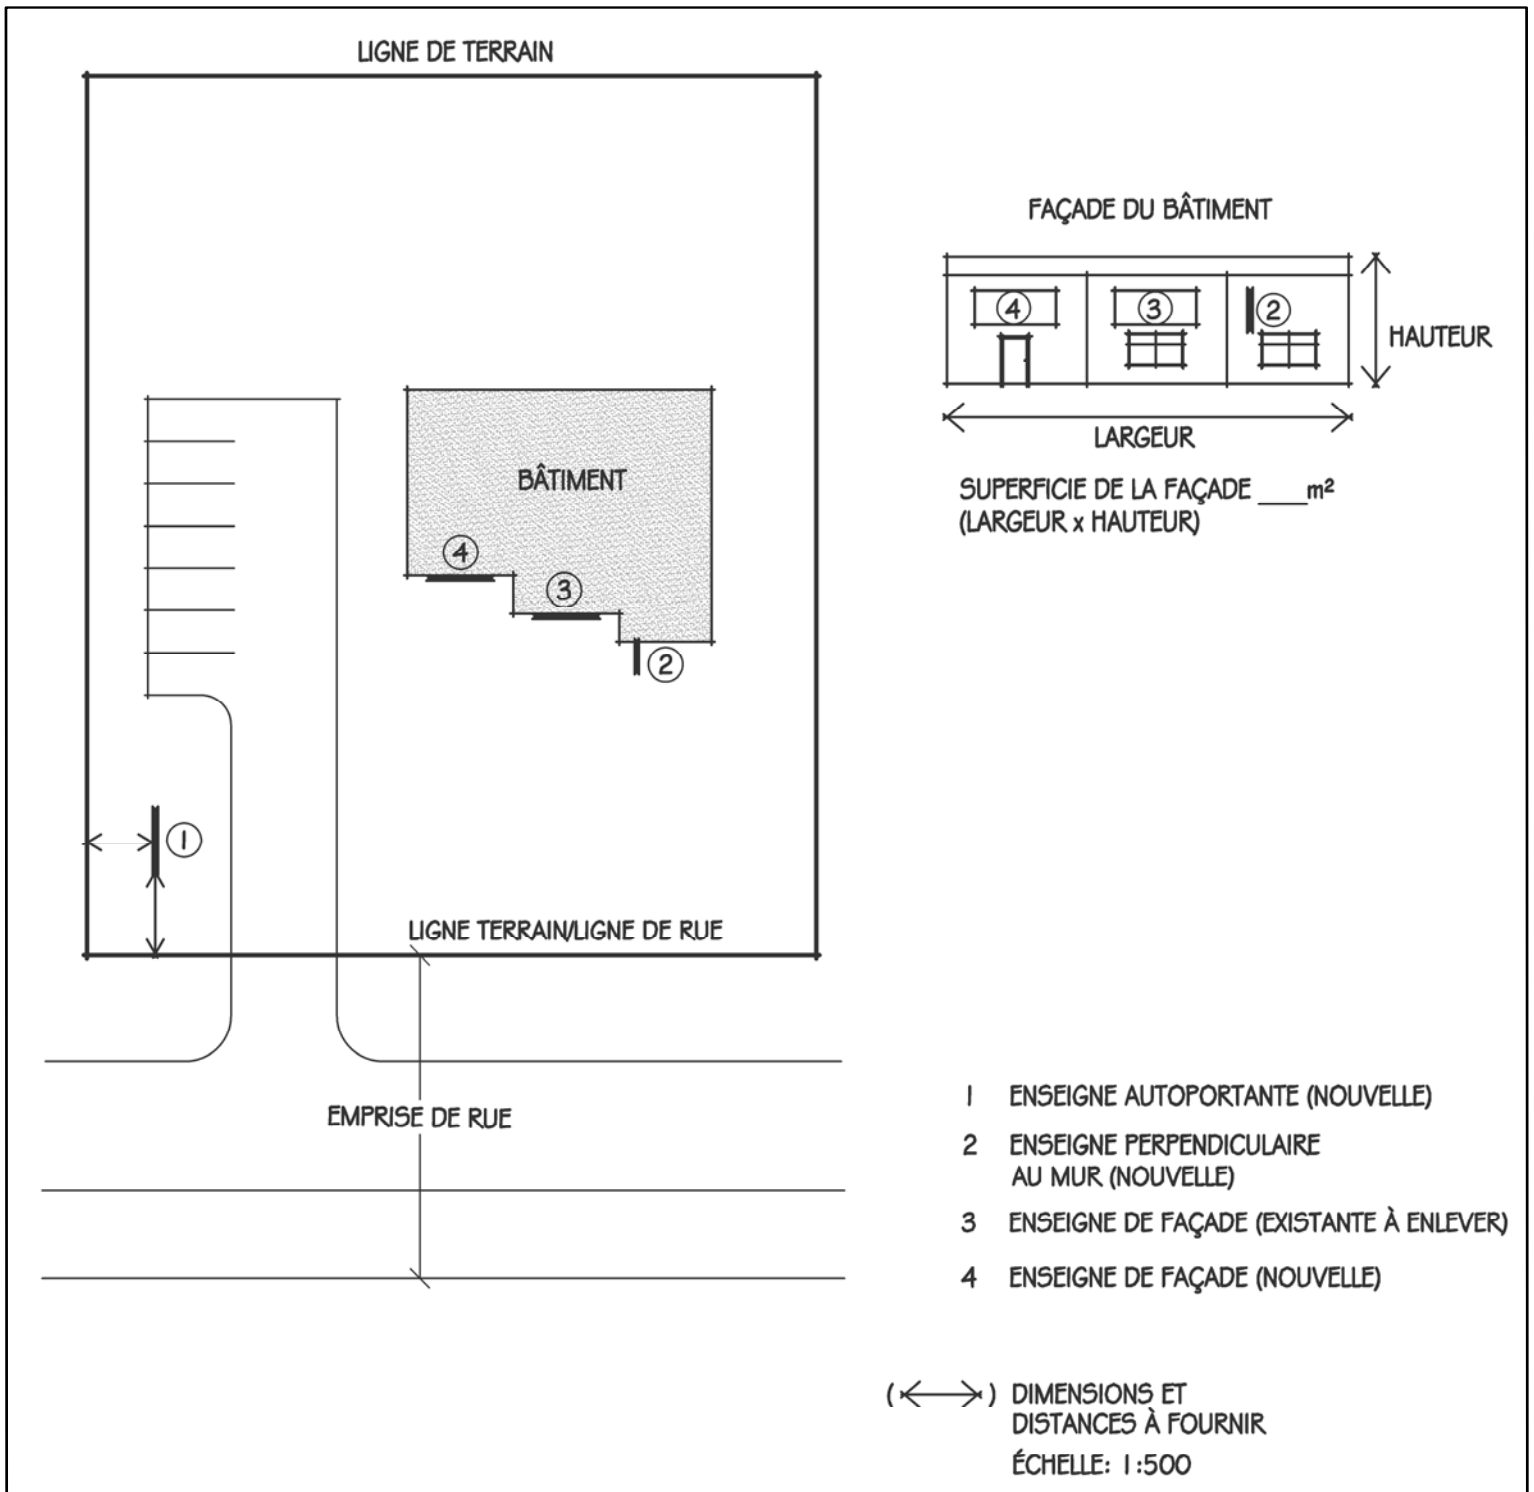 LIGNE DE TERRAIN
FAÇADE DU BÂTIMENT
4
3
2
HAUTEUR
LARGEUR
SUPERFICIE DE LA FAÇADE ____m²
(LARGEUR x HAUTEUR)
BÂTIMENT
4
3
2
1
LIGNE TERRAIN/LIGNE DE RUE
EMPRISE DE RUE
1 ENSEIGNE AUTOPORTANTE (NOUVELLE)
2 ENSEIGNE PERPENDICULAIRE
AU MUR (NOUVELLE)
3 ENSEIGNE DE FAÇADE (EXISTANTE À ENLEVER)
4 ENSEIGNE DE FAÇADE (NOUVELLE)
( ) DIMENSIONS ET
DISTANCES À FOURNIR
ÉCHELLE: 1:500